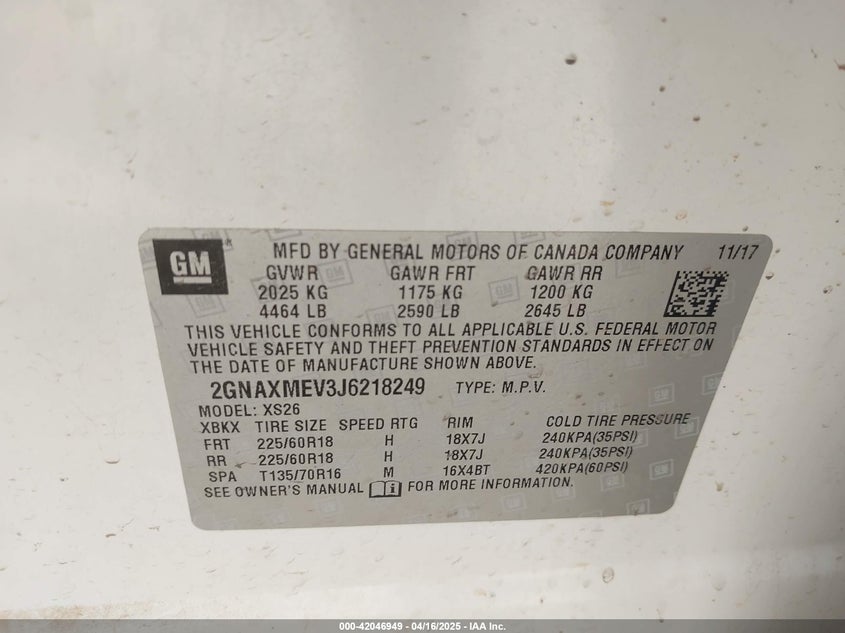 GM
MFD BY GENERAL MOTORS OF CANADA COMPANY 11/17
GVWR GAWR FRT GAWR RR
2025 KG 1175 KG 1200 KG
4464 LB 2590 LB 2645 LB
THIS VEHICLE CONFORMS TO ALL APPLICABLE U.S. FEDERAL MOTOR
VEHICLE SAFETY AND THEFT PREVENTION STANDARDS IN EFFECT ON
THE DATE OF MANUFACTURE SHOWN ABOVE.
2GNAXMEV3J6218249 TYPE: M.P.V.
MODEL: XS26
XBKX TIRE SIZE SPEED RTG RIM COLD TIRE PRESSURE
FRT 225/60R18 H 18X7J 240KPA(35PSI)
RR 225/60R18 H 18X7J 240KPA(35PSI)
SPA T135/70R16 M 16X4BT 420KPA(60PSI)
SEE OWNER'S MANUAL FOR MORE INFORMATION.
000-42046949 - 04/16/2025 - IAA Inc.